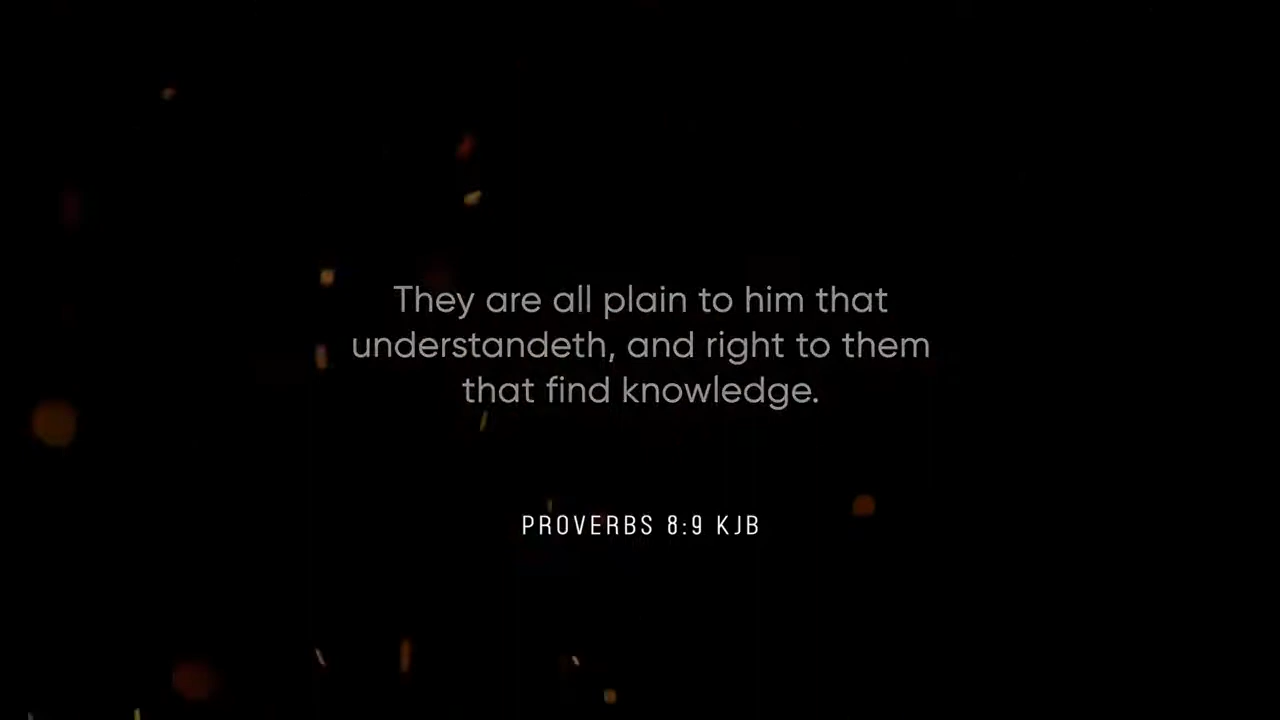 They are all plain to him that
understandeth, and right to them
that find knowledge.
PROVERBS 8:9 KJB